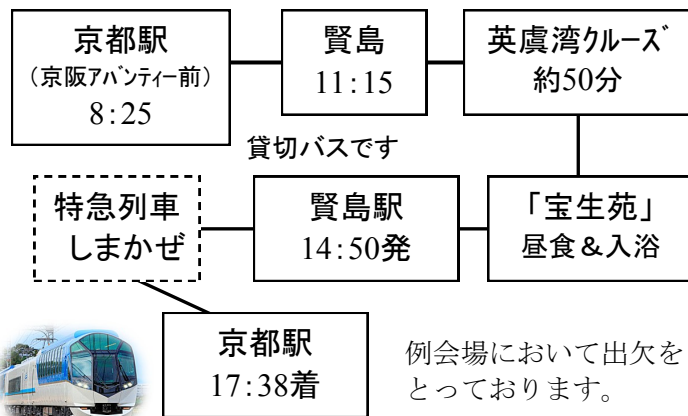 京都駅
（京阪ｱﾊﾞﾝﾃｨｰ前）
8：25
賢島
11：15
英虞湾ｸﾙｰｽﾞ
約50分
貸切バスです
特急列車
しまかぜ
賢島駅
14：50発
「宝生苑」
昼食＆入浴
京都駅
17：38着
例会場において出欠を
とっております。